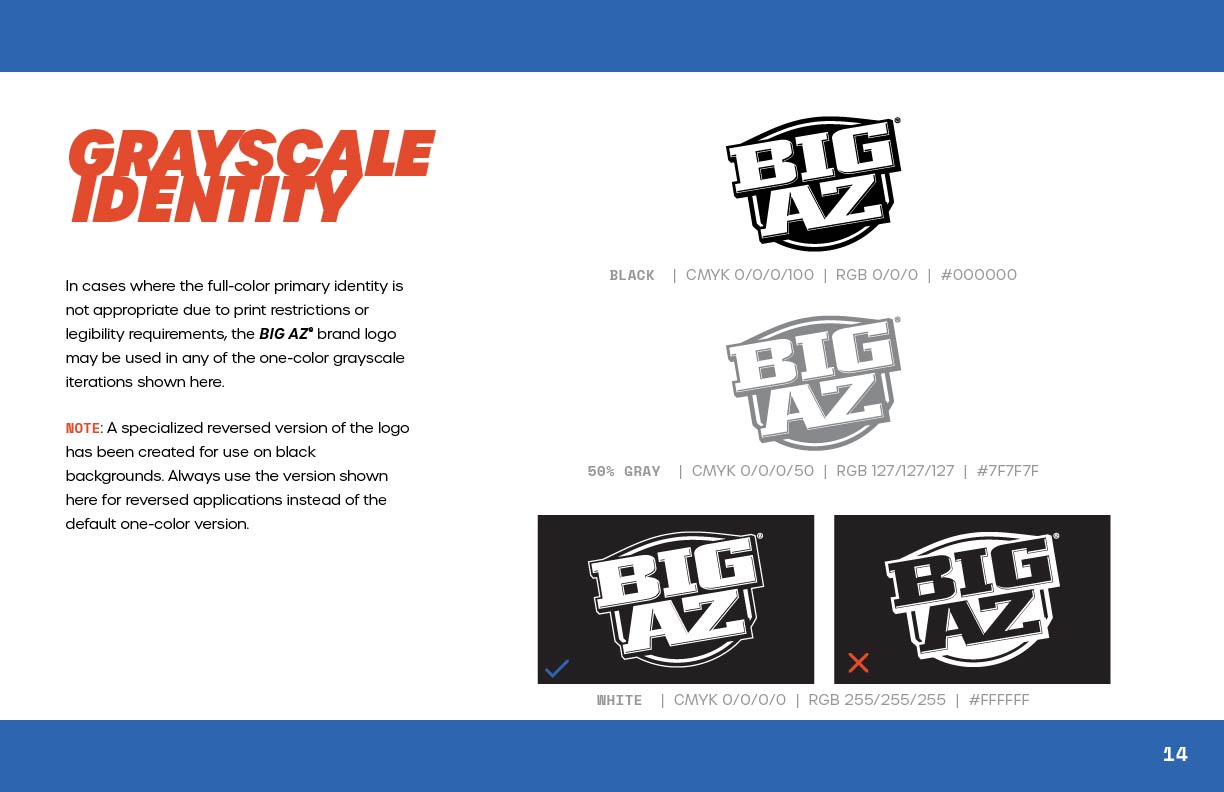 GRAYSCALE
IDENTITY
In cases where the full-color primary identity is
not appropriate due to print restrictions or
legibility requirements, the BIG AZ® brand logo
may be used in any of the one-color grayscale
iterations shown here.
NOTE: A specialized reversed version of the logo
has been created for use on black
backgrounds. Always use the version shown
here for reversed applications instead of the
default one-color version.
BIG
AZ®
BLACK | CMYK 0/0/0/100 | RGB 0/0/0 | #000000
BIG
AZ®
50% GRAY | CMYK 0/0/0/50 | RGB 127/127/127 | #7F7F7F
BIG
AZ®
BIG
AZ®
WHITE | CMYK 0/0/0/0 | RGB 255/255/255 | #FFFFFF
14